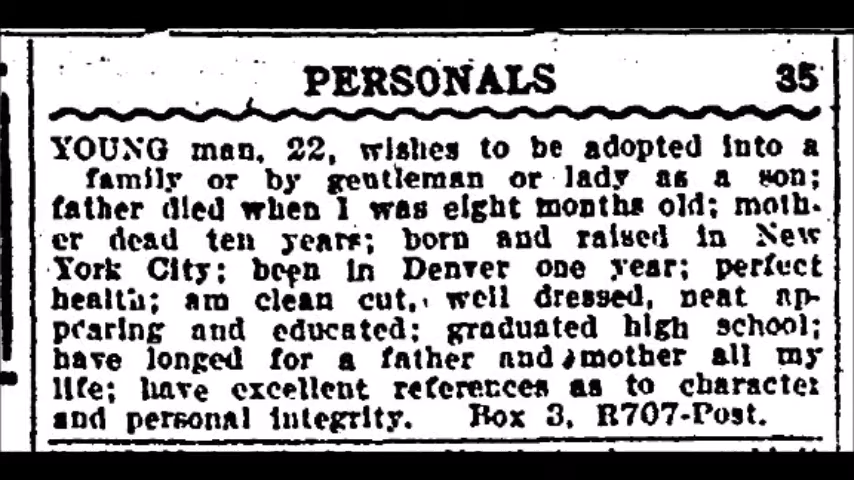 PERSONALS 35
YOUNG man, 22, wishes to be adopted into a
family or by gentleman or lady as a son;
father died when I was eight months old; moth-
er dead ten years; born and raised in New
York City; been in Denver one year; perfect
health; am clean cut, well dressed, neat ap-
pearing and educated; graduated high school;
have longed for a father and mother all my
life; have excellent references as to character
and personal integrity. Box 3, R707-Post.